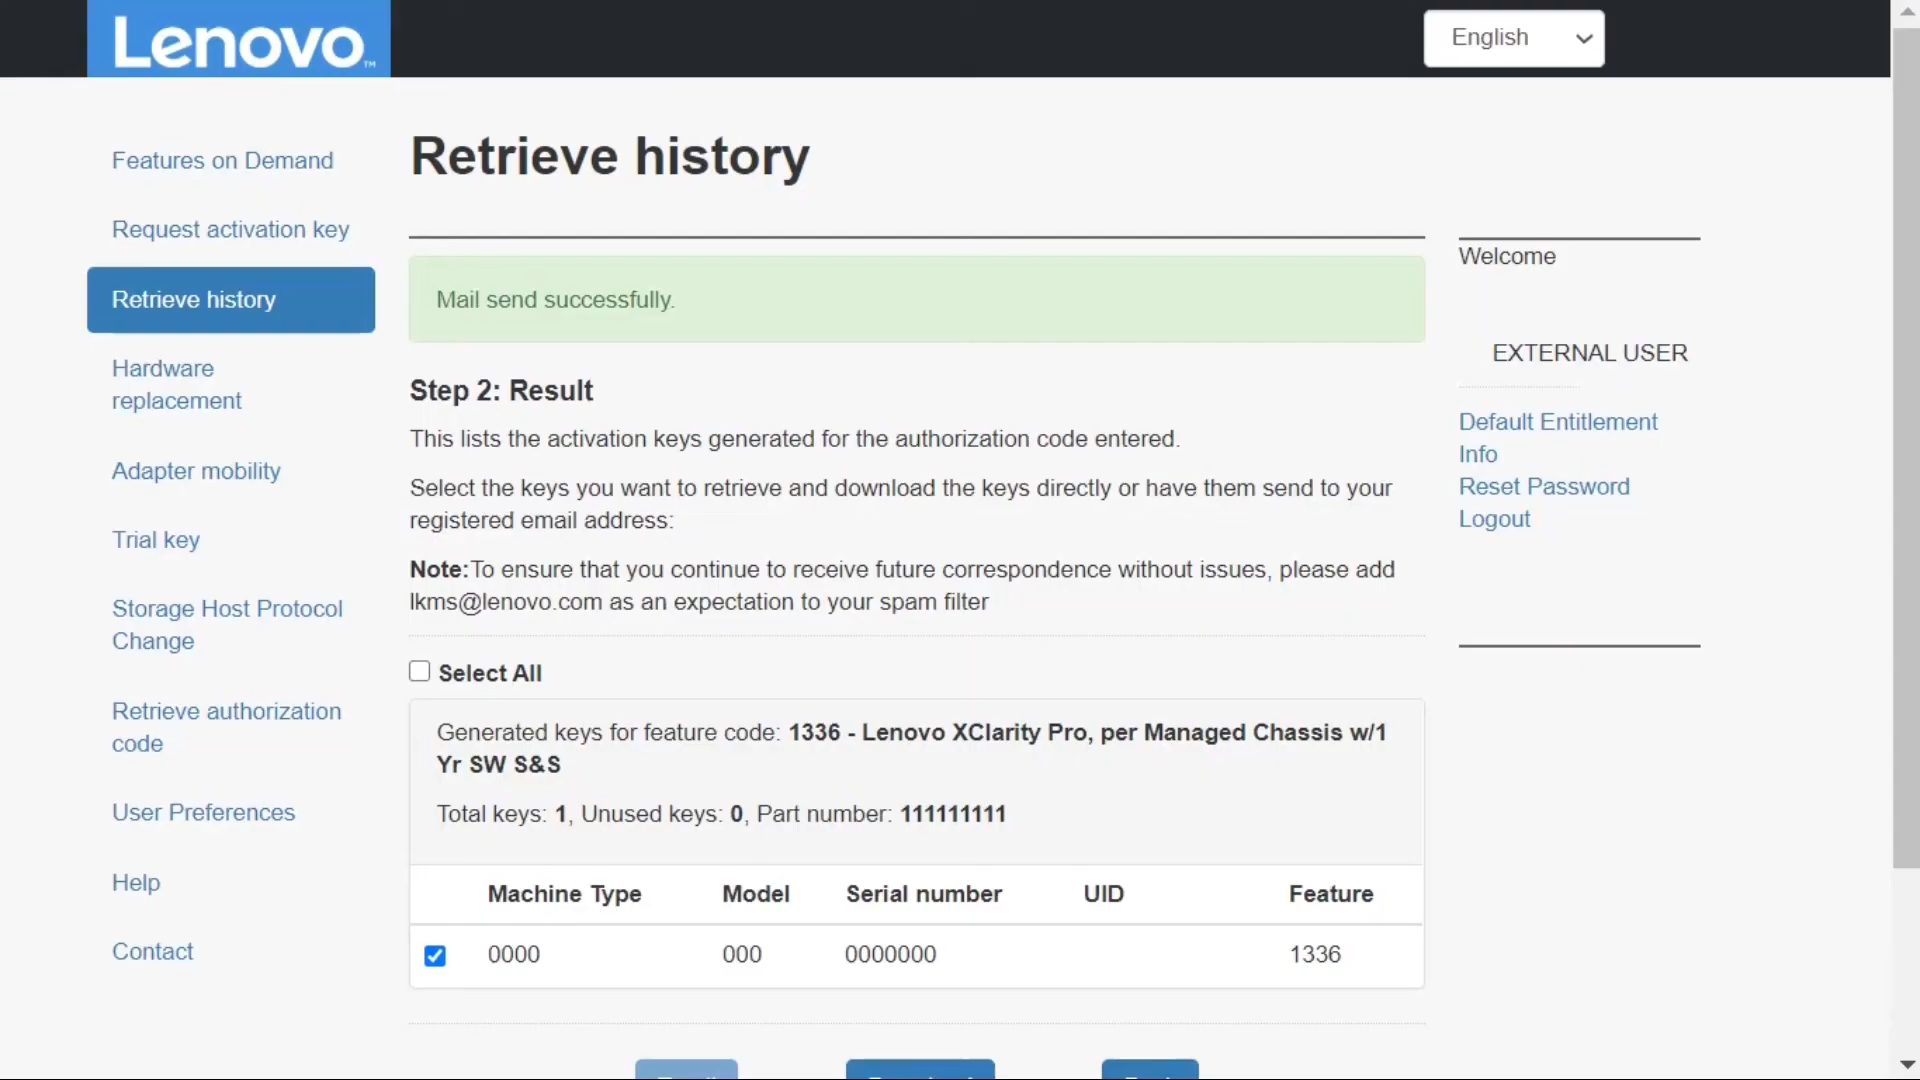 Lenovo™
English
Features on Demand
Request activation key
Retrieve history
Hardware
replacement
Adapter mobility
Trial key
Storage Host Protocol
Change
Retrieve authorization
code
User Preferences
Help
Contact
Retrieve history
Mail send successfully.
Step 2: Result
This lists the activation keys generated for the authorization code entered.
Select the keys you want to retrieve and download the keys directly or have them send to your
registered email address:
Note:To ensure that you continue to receive future correspondence without issues, please add
lkms@lenovo.com as an expectation to your spam filter
Select All
Generated keys for feature code: 1336 - Lenovo XClarity Pro, per Managed Chassis w/1
Yr SW S&S
Total keys: 1, Unused keys: 0, Part number: 111111111
Machine Type Model Serial number UID Feature
0000 000 0000000 1336
Welcome
EXTERNAL USER
Default Entitlement
Info
Reset Password
Logout